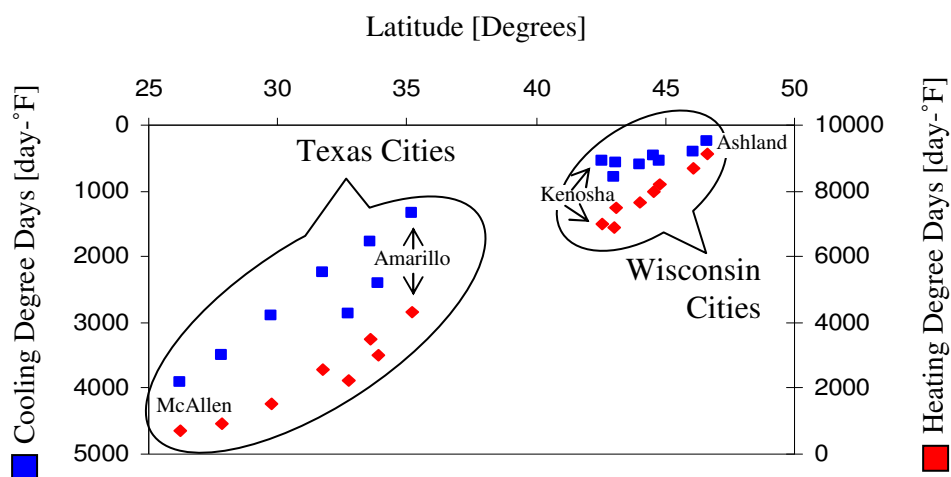 Latitude [Degrees]
25 30 35 40 45 50
Cooling Degree Days [day-˚F]
0
1000
2000
3000
4000
5000
10000
8000
6000
4000
2000
0
Heating Degree Days [day-˚F]
Texas Cities
Ashland
Kenosha
Amarillo
Wisconsin
Cities
McAllen